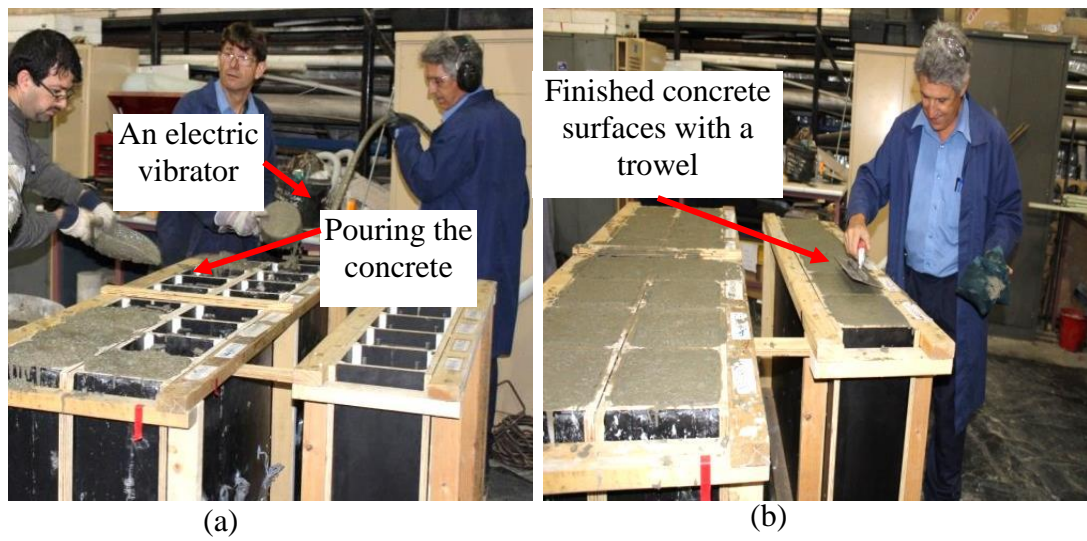 An electric
vibrator
Pouring the
concrete
(a)
Finished concrete
surfaces with a
trowel
(b)